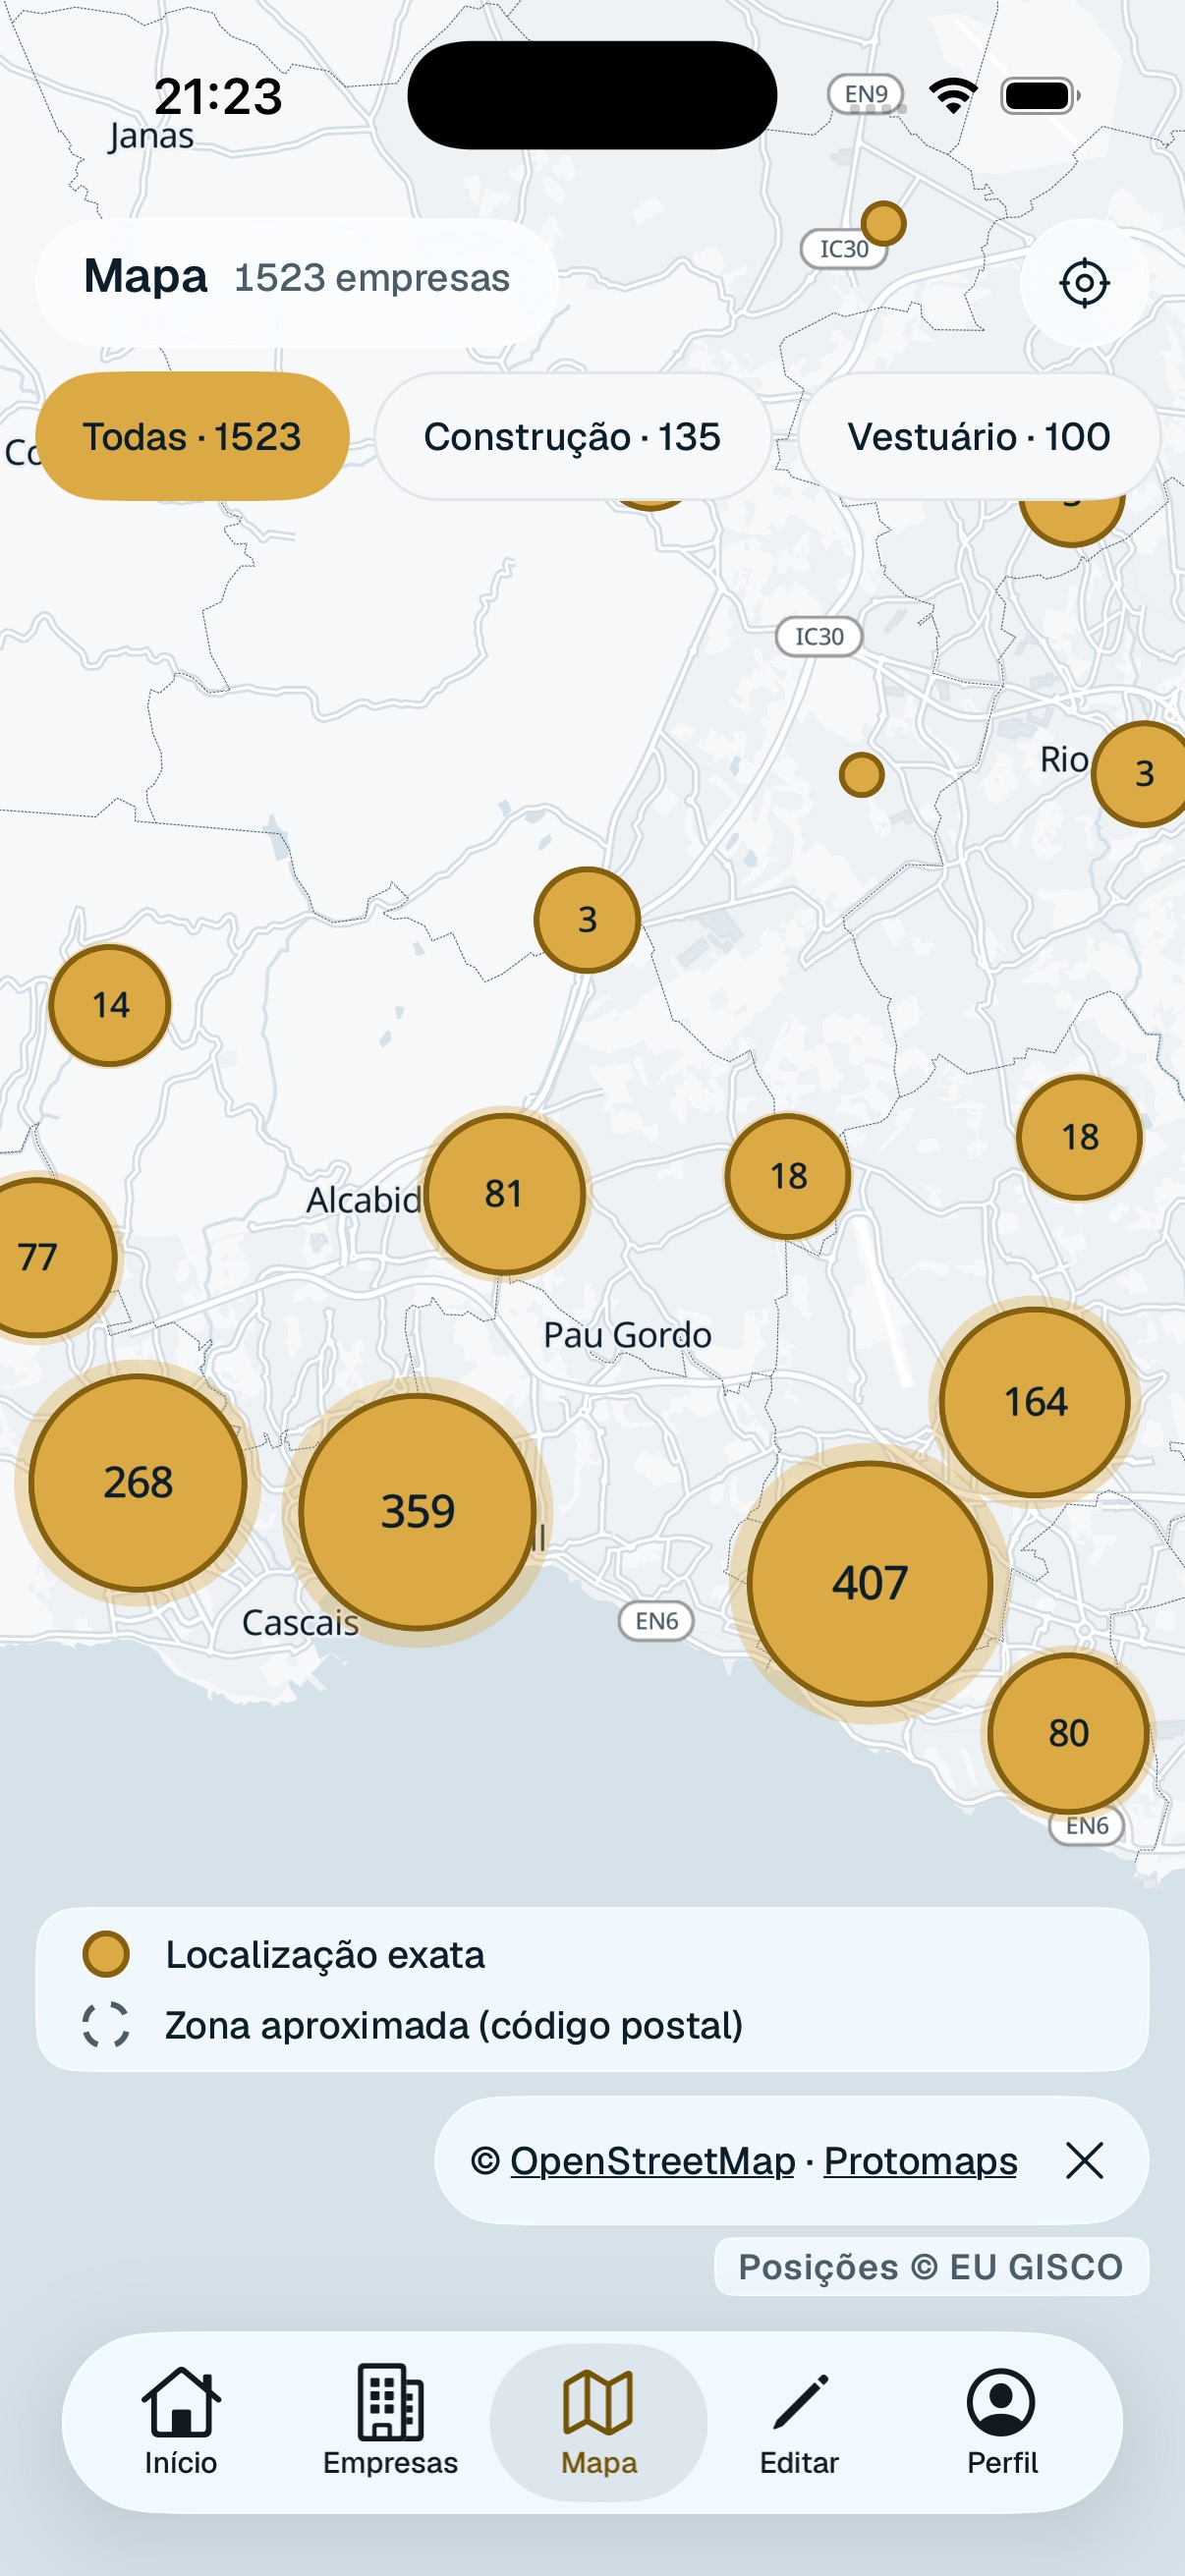 21:23
EN9
Janas
IC30
Mapa 1523 empresas
Todas · 1523
Construção · 135
Vestuário · 100
IC30
Rio
3
3
14
18
81
18
77
Pau Gordo
164
268
359
407
Cascais
EN6
80
EN6
Localização exata
Zona aproximada (código postal)
© OpenStreetMap · Protomaps
Posições © EU GISCO
Início
Empresas
Mapa
Editar
Perfil